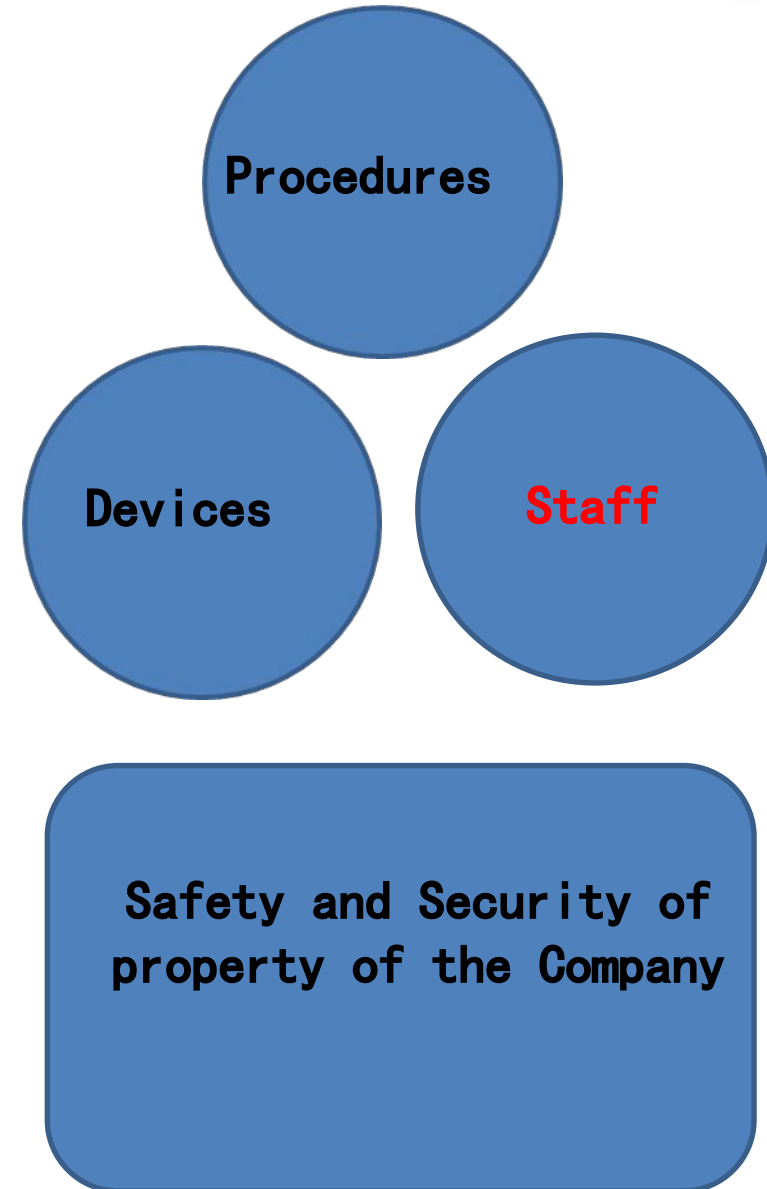 Procedures
Devices
Staff
Safety and Security of
property of the Company